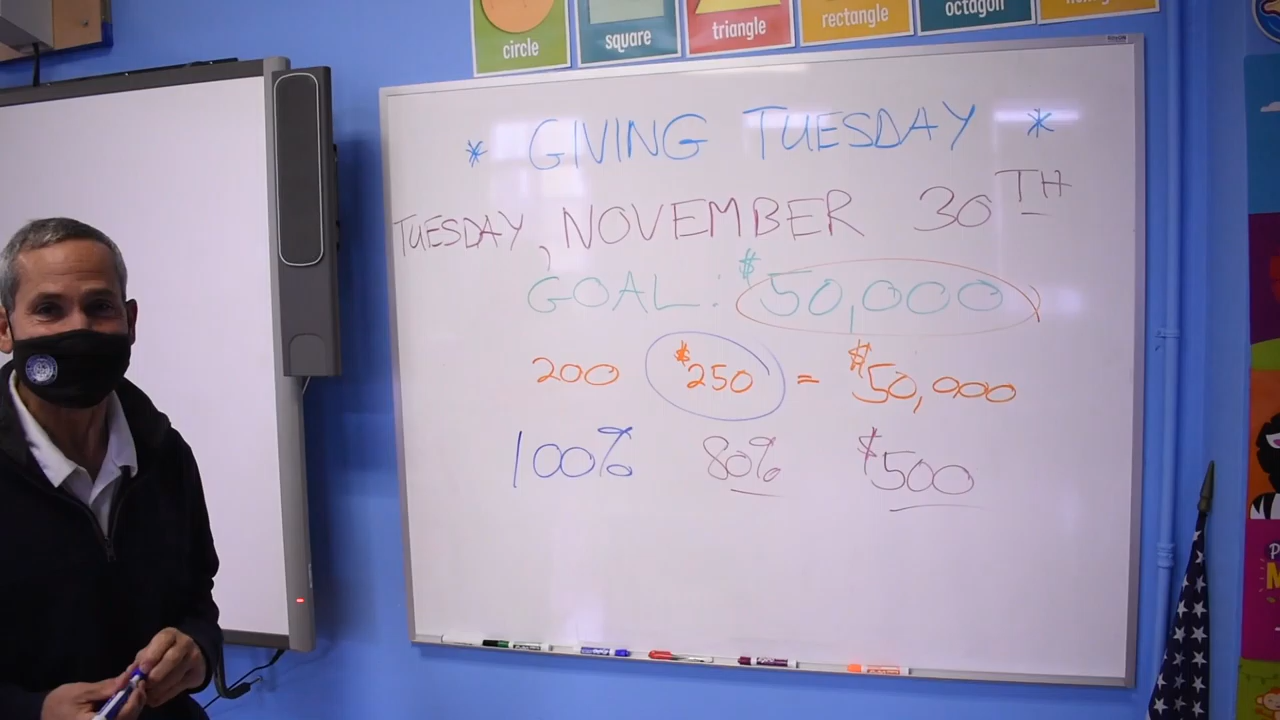 circle square triangle rectangle octagon
* GIVING TUESDAY *
TUESDAY, NOVEMBER 30TH
GOAL: $50,000
200 $250 = $50,000
100% 80% $500